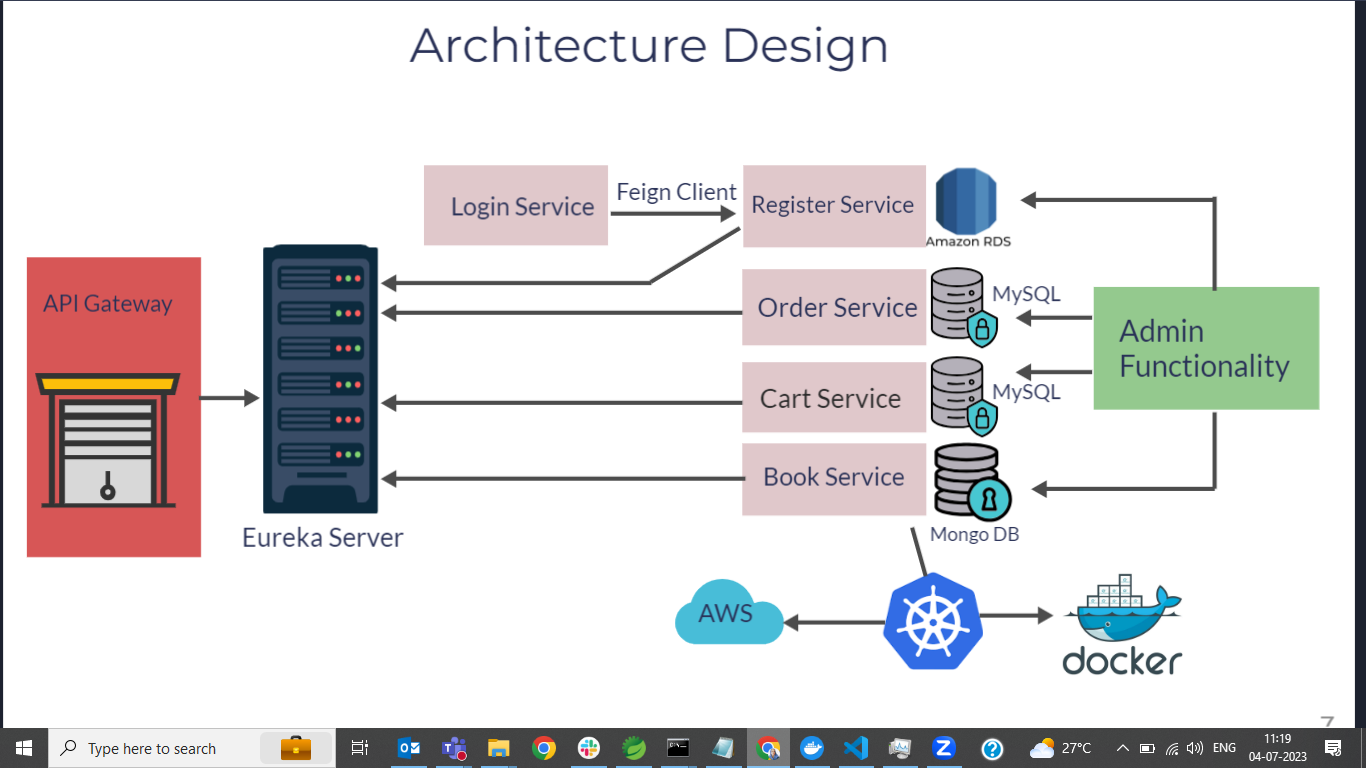 Architecture Design
Login Service
Feign Client
Register Service
Amazon RDS
API Gateway
Order Service
MySQL
Admin
Functionality
Cart Service
MySQL
Book Service
Eureka Server
Mongo DB
AWS
docker
7
Type here to search
27°C
ENG
11:19
04-07-2023